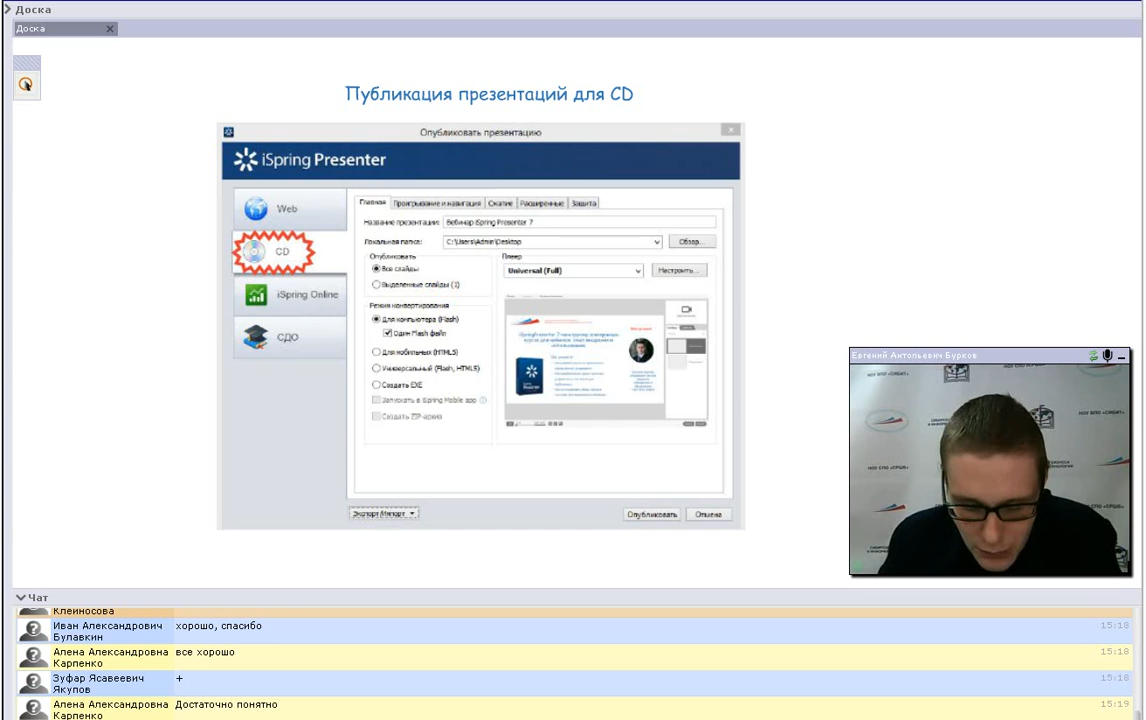 Доска
Доска
Публикация презентаций для CD
Опубликовать презентацию
iSpring Presenter
Web
CD
iSpring Online
СДО
Главная Проигрывание и навигация Сжатие Расширенные Защита
Название презентации: Вебинар iSpring Presenter 7
Локальная папка: C:\Users\Admin\Desktop Обзор...
Опубликовать
Все слайды
Выделенные слайды (1)
Плеер
Universal (Full) Настроить...
Режим конвертирования
Для компьютера (Flash)
Один Flash файл
Для мобильных (HTML5)
Универсальный (Flash, HTML5)
Создать EXE
Запускать в iSpring Mobile app
Создать ZIP-архив
Экспорт/Импорт
Опубликовать Отмена
Евгений Антольевич Бурков
Чат
Клейносова
Иван Александрович Булавкин
хорошо, спасибо
15:18
Алена Александровна Карпенко
все хорошо
15:18
Зуфар Ясавеевич Якупов
+
15:18
Алена Александровна Карпенко
Достаточно понятно
15:19